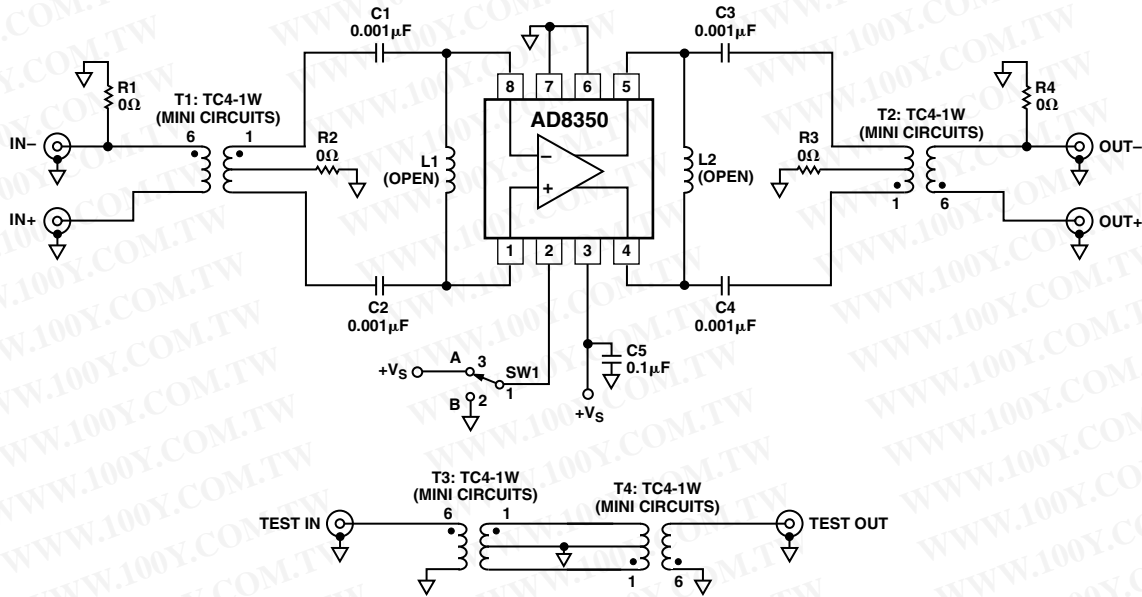 C1
0.001µF
C3
0.001µF
R1
0Ω
T1: TC4-1W
(MINI CIRCUITS)
6
1
R2
0Ω
IN–
IN+
L1
(OPEN)
8
7
6
5
AD8350
–
+
1
2
3
4
L2
(OPEN)
R3
0Ω
T2: TC4-1W
(MINI CIRCUITS)
1
6
R4
0Ω
OUT–
OUT+
C2
0.001µF
C4
0.001µF
C5
0.1µF
+VS
A
3
SW1
1
B
2
+VS
T3: TC4-1W
(MINI CIRCUITS)
6
1
T4: TC4-1W
(MINI CIRCUITS)
1
6
TEST IN
TEST OUT
WWW.100Y.COM.TW